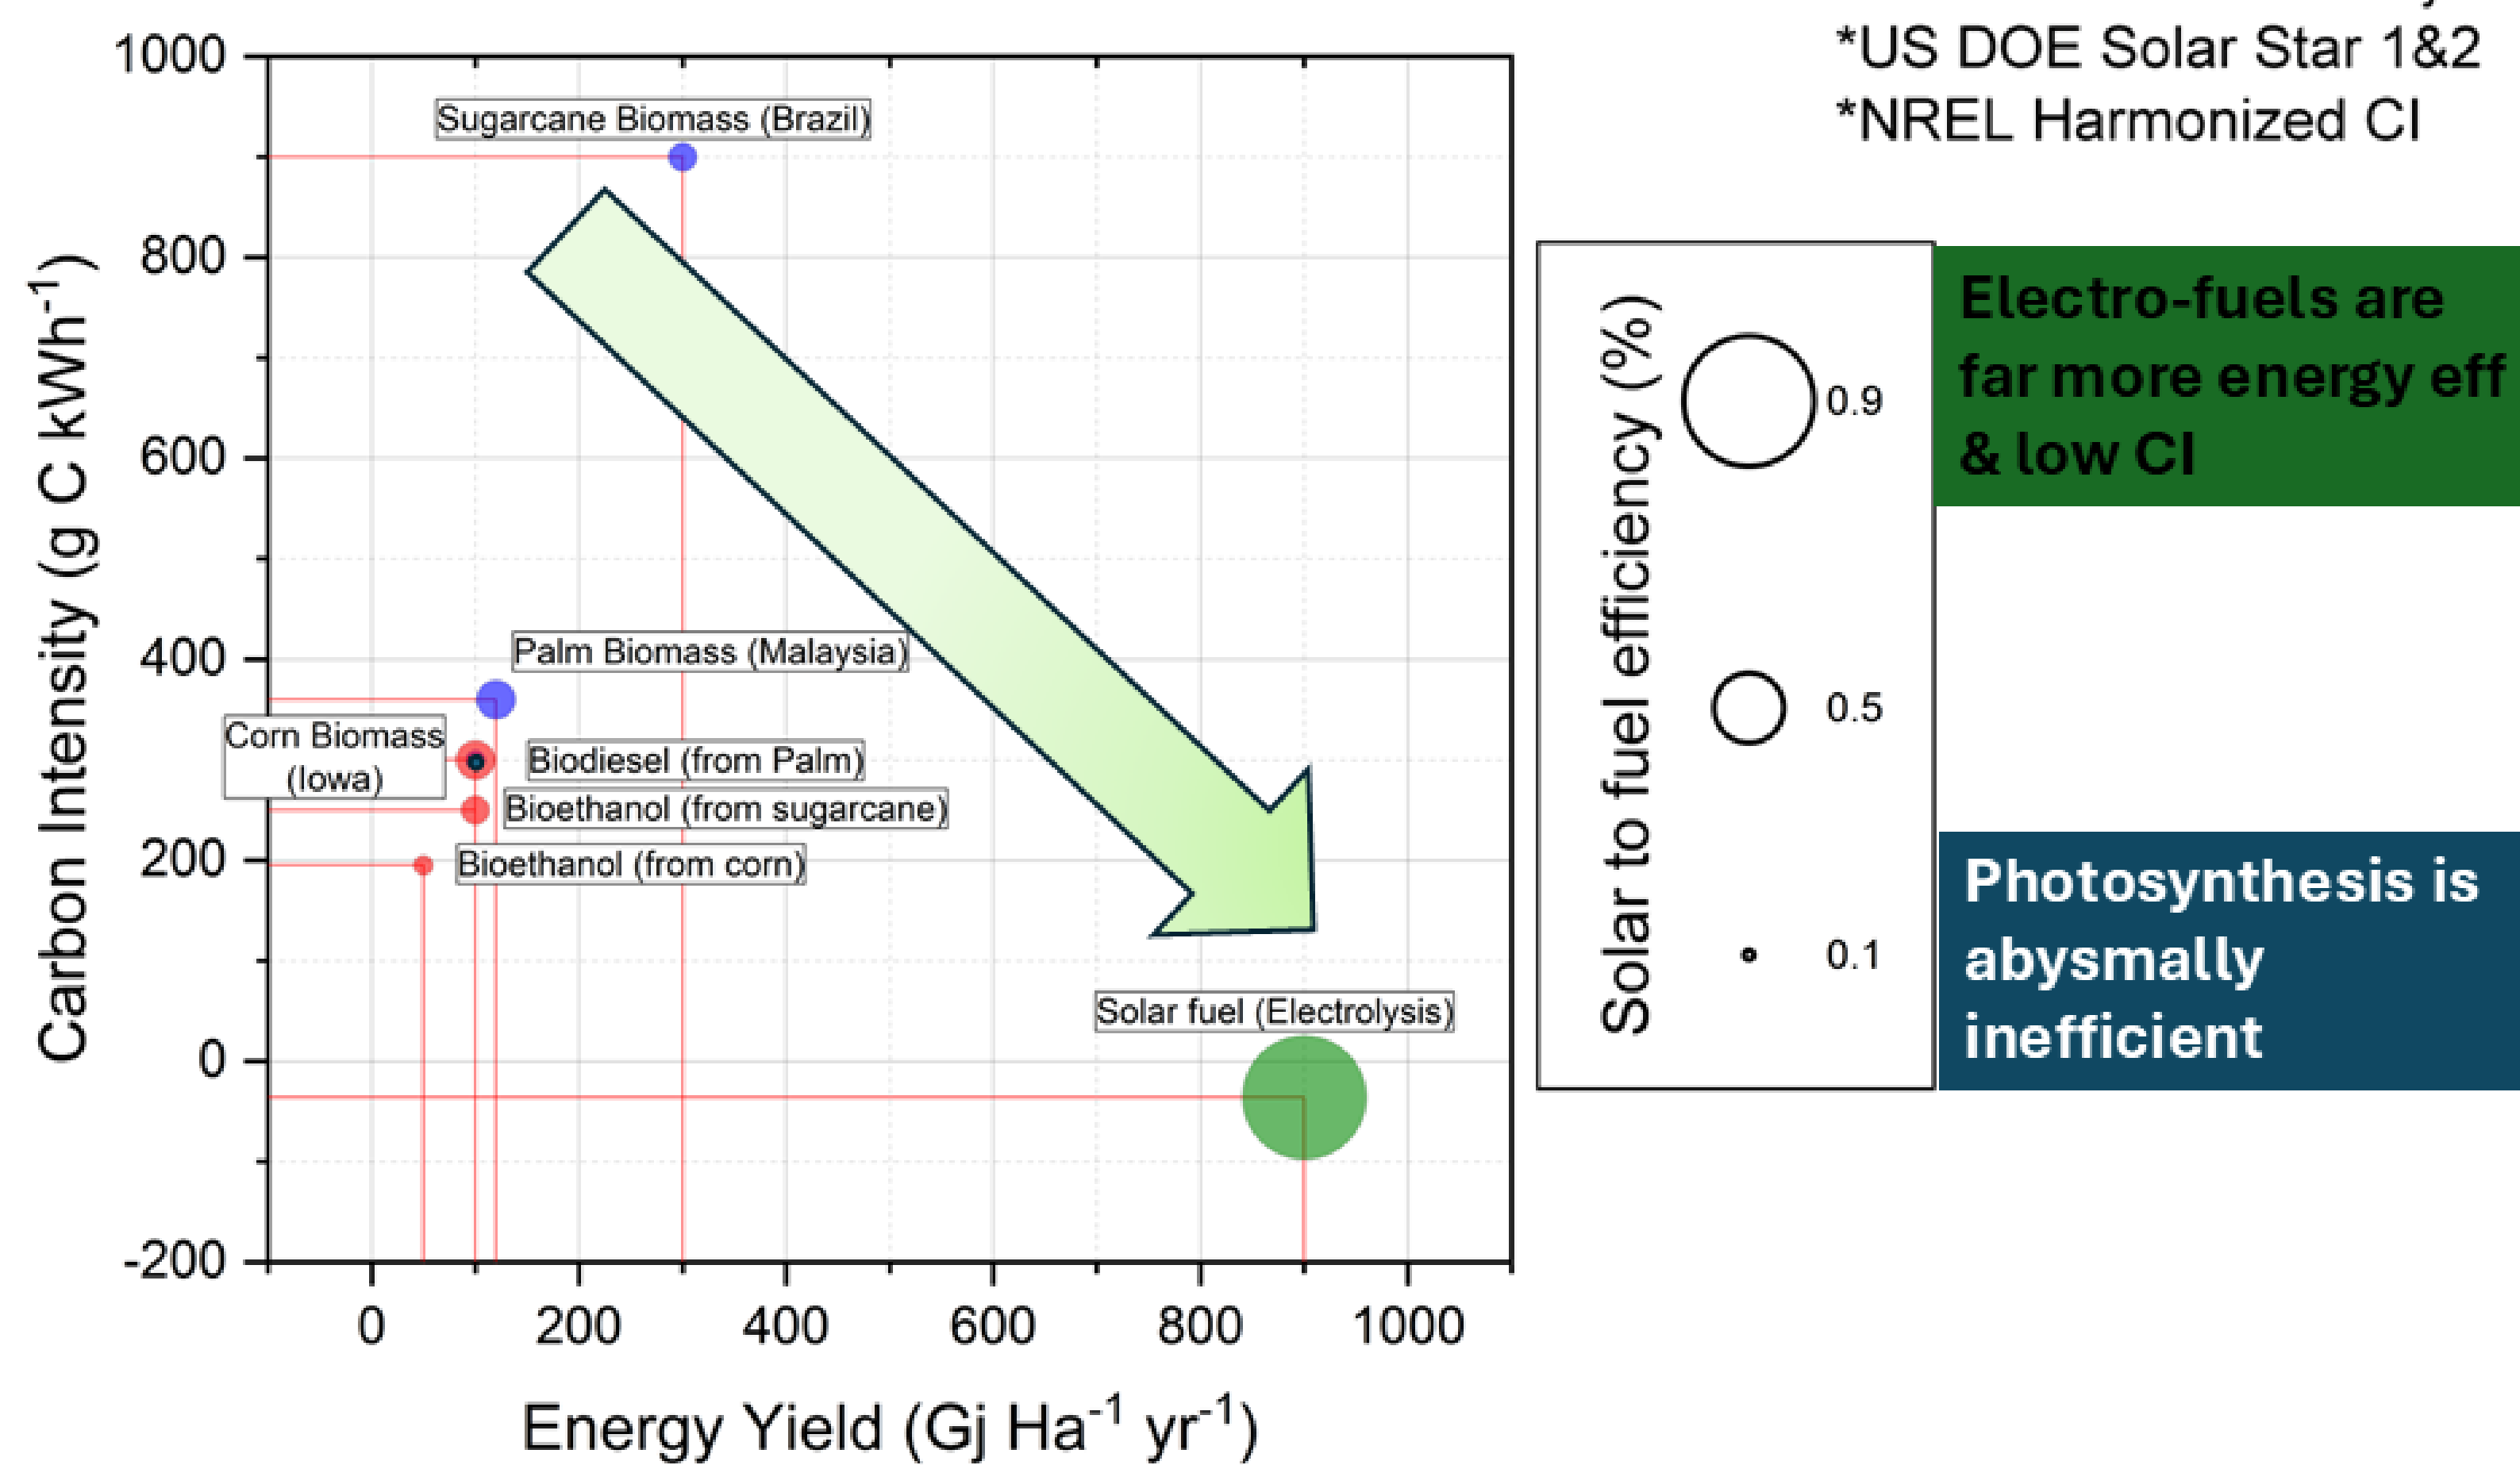 *US DOE Solar Star 1&2
*NREL Harmonized CI
Carbon Intensity (g C kWh⁻¹)
1000
800
600
400
200
0
-200
Sugarcane Biomass (Brazil)
Palm Biomass (Malaysia)
Corn Biomass
(Iowa)
Biodiesel (from Palm)
Bioethanol (from sugarcane)
Bioethanol (from corn)
Solar fuel (Electrolysis)
0 200 400 600 800 1000
Energy Yield (Gj Ha⁻¹ yr⁻¹)
Solar to fuel efficiency (%)
0.9
0.5
0.1
Electro-fuels are
far more energy eff
& low CI
Photosynthesis is
abysmally
inefficient